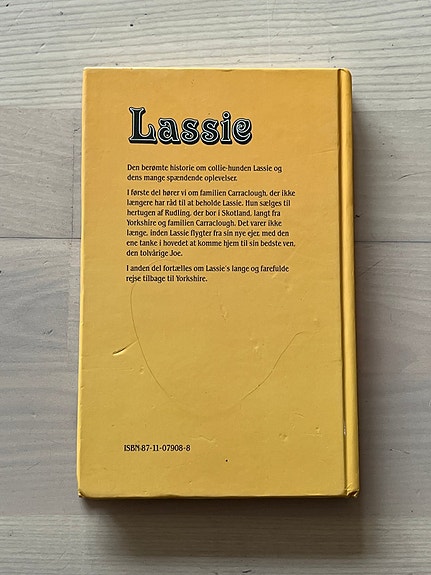 Lassie
Den berømte historie om collie-hunden Lassie og
dens mange spændende oplevelser.
I første del hører vi om familien Carraclough, der ikke
længere har råd til at beholde Lassie. Hun sælges til
hertugen af Rudling, der bor i Skotland, langt fra
Yorkshire og familien Carraclough. Det varer ikke
længe, inden Lassie flygter fra sin nye ejer, med den
ene tanke i hovedet at komme hjem til sin bedste ven,
den tolvårige Joe.
I anden del fortælles om Lassie's lange og farefulde
rejse tilbage til Yorkshire.
ISBN-87-11-07908-8